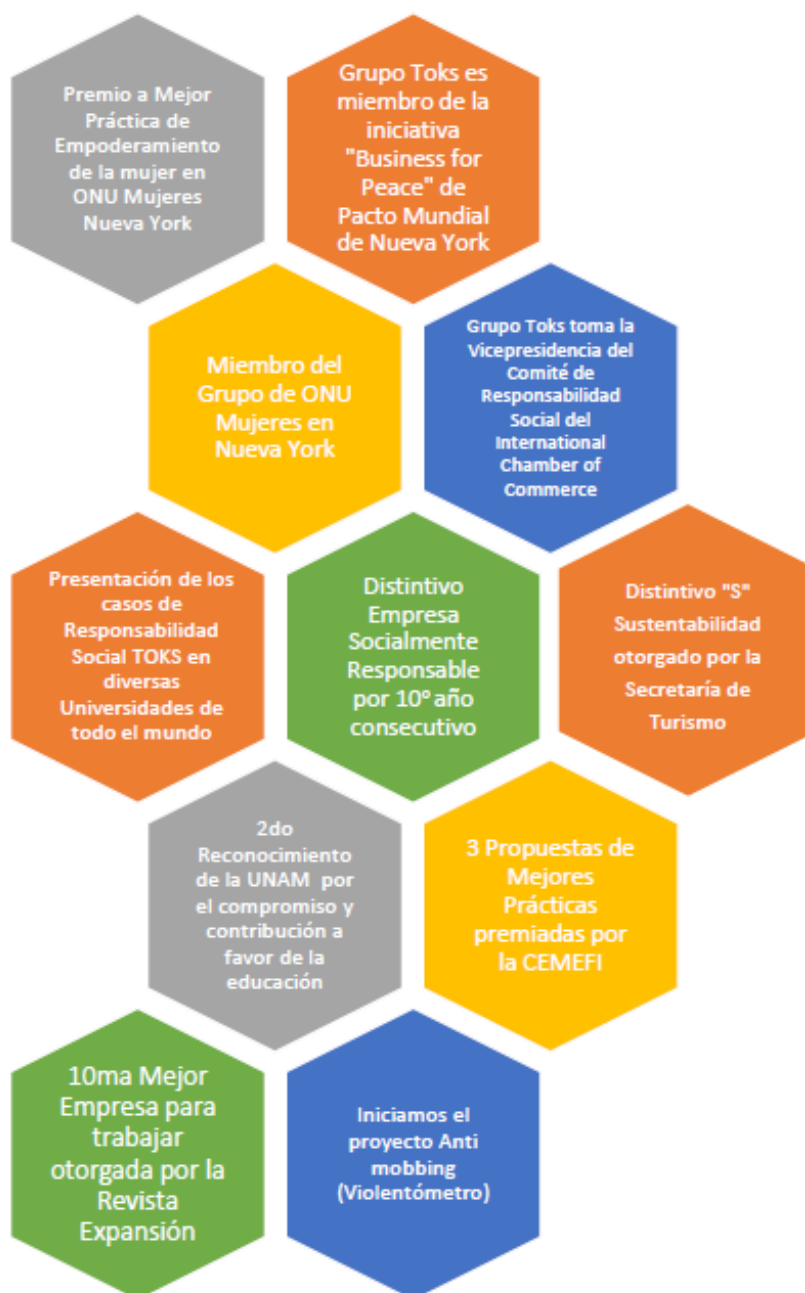 Premio a Mejor
Práctica de
Empoderamiento
de la mujer en
ONU Mujeres
Nueva York
Grupo Toks es
miembro de la
iniciativa
"Business for
Peace" de
Pacto Mundial
de Nueva York
Miembro del
Grupo de ONU
Mujeres en
Nueva York
Grupo Toks toma la
Vicepresidencia del
Comité de
Responsabilidad
Social del
International
Chamber of
Commerce
Presentación de los
casos de
Responsabilidad
Social TOKS en
diversas
Universidades de
todo el mundo
Distintivo
Empresa
Socialmente
Responsable
por 10º año
consecutivo
Distintivo "S"
Sustentabilidad
otorgado por la
Secretaría de
Turismo
2do
Reconocimiento
de la UNAM por
el compromiso y
contribución a
favor de la
educación
3 Propuestas de
Mejores
Prácticas
premiadas por
la CEMEFI
10ma Mejor
Empresa para
trabajar
otorgada por la
Revista
Expansión
Iniciamos el
proyecto Anti
mobbing
(Violentómetro)